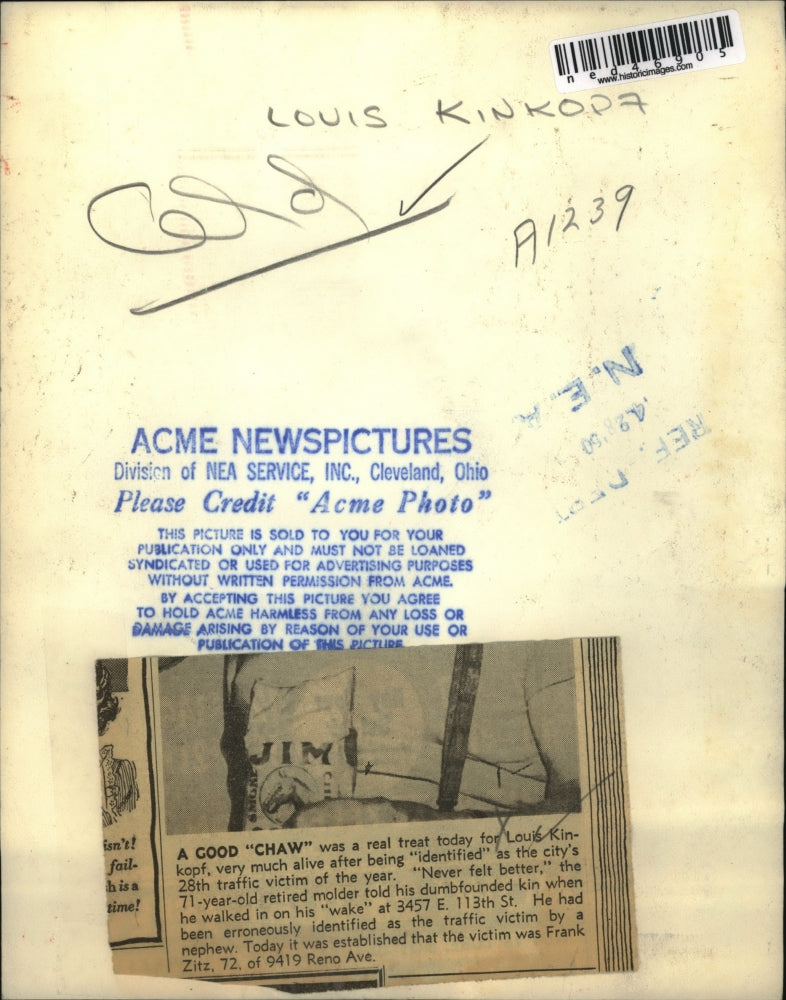 ned46905
www.historicimages.com
LOUIS KINKOPF
A1239
N.E.A
4 28 '50
REF. DEPT
ACME NEWSPICTURES
Division of NEA SERVICE, INC., Cleveland, Ohio
Please Credit "Acme Photo"
THIS PICTURE IS SOLD TO YOU FOR YOUR
PUBLICATION ONLY AND MUST NOT BE LOANED
SYNDICATED OR USED FOR ADVERTISING PURPOSES
WITHOUT WRITTEN PERMISSION FROM ACME.
BY ACCEPTING THIS PICTURE YOU AGREE
TO HOLD ACME HARMLESS FROM ANY LOSS OR
DAMAGE ARISING BY REASON OF YOUR USE OR
PUBLICATION OF THIS PICTURE
JIM
SMOKE
isn't!
fail-
h is a
time!
A GOOD "CHAW" was a real treat today for Louis Kin-
kopf, very much alive after being "identified" as the city's
28th traffic victim of the year. "Never felt better," the
71-year-old retired molder told his dumbfounded kin when
he walked in on his "wake" at 3457 E. 113th St. He had
been erroneously identified as the traffic victim by a
nephew. Today it was established that the victim was Frank
Zitz, 72, of 9419 Reno Ave.